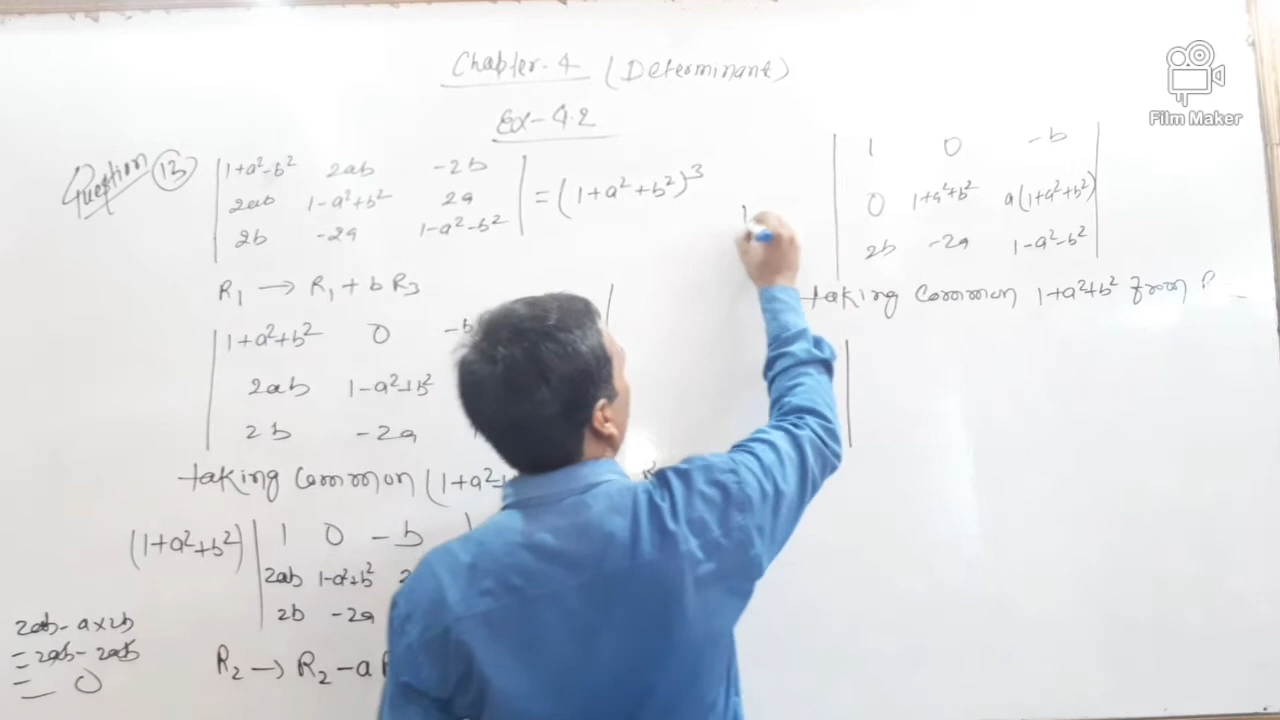 Chapter-4 (Determinant)
Ex-4.2
Question 13
| 1+a²-b² 2ab -2b |
| 2ab 1-a²+b² 2a | = (1+a²+b²)³
| 2b -2a 1-a²-b² |
R₁ → R₁ + bR₃
| 1+a²+b² 0 -b
2ab 1-a²+b²
2b -2a
taking common (1+a²+
(1+a²+b²) | 1 0 -b |
2ab 1-a²+b²
2b -2a
R₂ → R₂ - a
2ab - a×2b
= 2ab - 2ab
= 0
Film Maker
| 1 0 -b |
| 0 1+a²+b² a(1+a²+b²) |
| 2b -2a 1-a²-b² |
taking common 1+a²+b² from